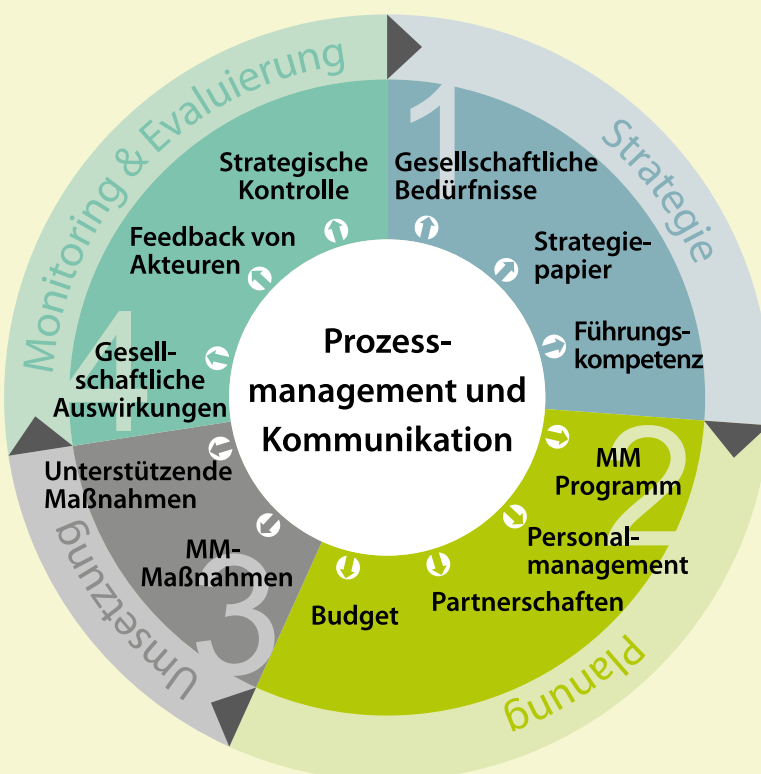 1
Strategie
Gesellschaftliche
Bedürfnisse
Strategie-
papier
Führungs-
kompetenz
2
Planung
MM
Programm
Personal-
management
Partnerschaften
Budget
3
Umsetzung
MM-
Maßnahmen
Unterstützende
Maßnahmen
4
Monitoring & Evaluierung
Gesell-
schaftliche
Auswirkungen
Feedback von
Akteuren
Strategische
Kontrolle
Prozess-
management und
Kommunikation